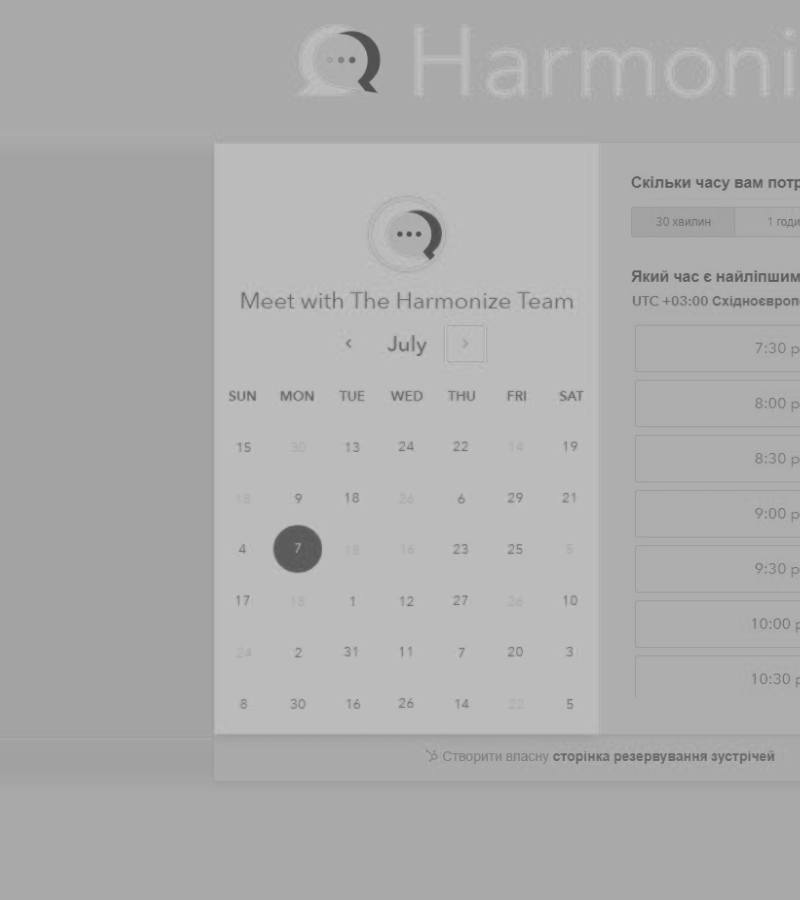 Harmoni
Meet with The Harmonize Team
July
SUN MON TUE WED THU FRI SAT
15 30 13 24 22 14 19
18 9 18 26 6 29 21
4 7 18 16 23 25 5
17 18 1 12 27 26 10
24 2 31 11 7 20 3
8 30 16 26 14 22 5
Скільки часу вам потр
30 хвилин 1 годи
Який час є найліпшим
UTC +03:00 Східноєвроп
7:30 р
8:00 р
8:30 р
9:00 р
9:30 р
10:00 р
10:30 р
Створити власну сторінка резервування зустрічей